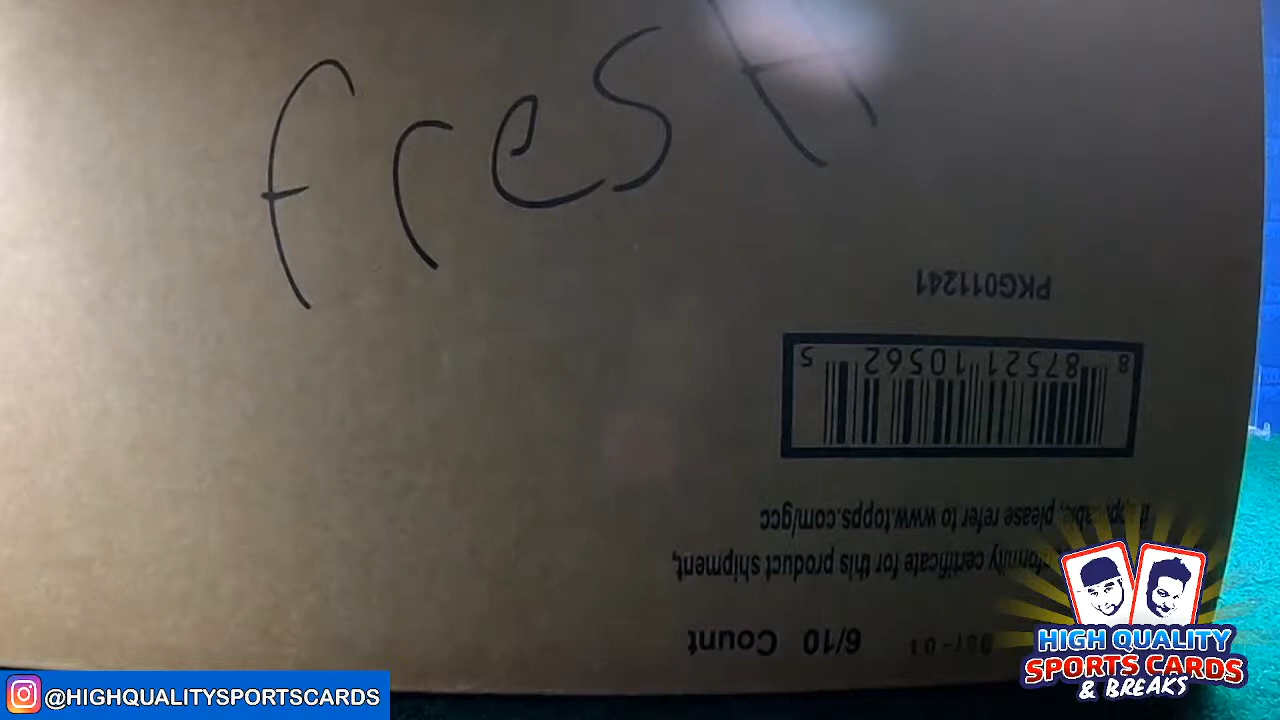 fresh
PKG011241
8 87521 10562 5
please refer to www.topps.com/gcc
certificate for this product shipment,
6/10 Count
HIGH QUALITY
SPORTS CARDS
& BREAKS
@HIGHQUALITYSPORTSCARDS